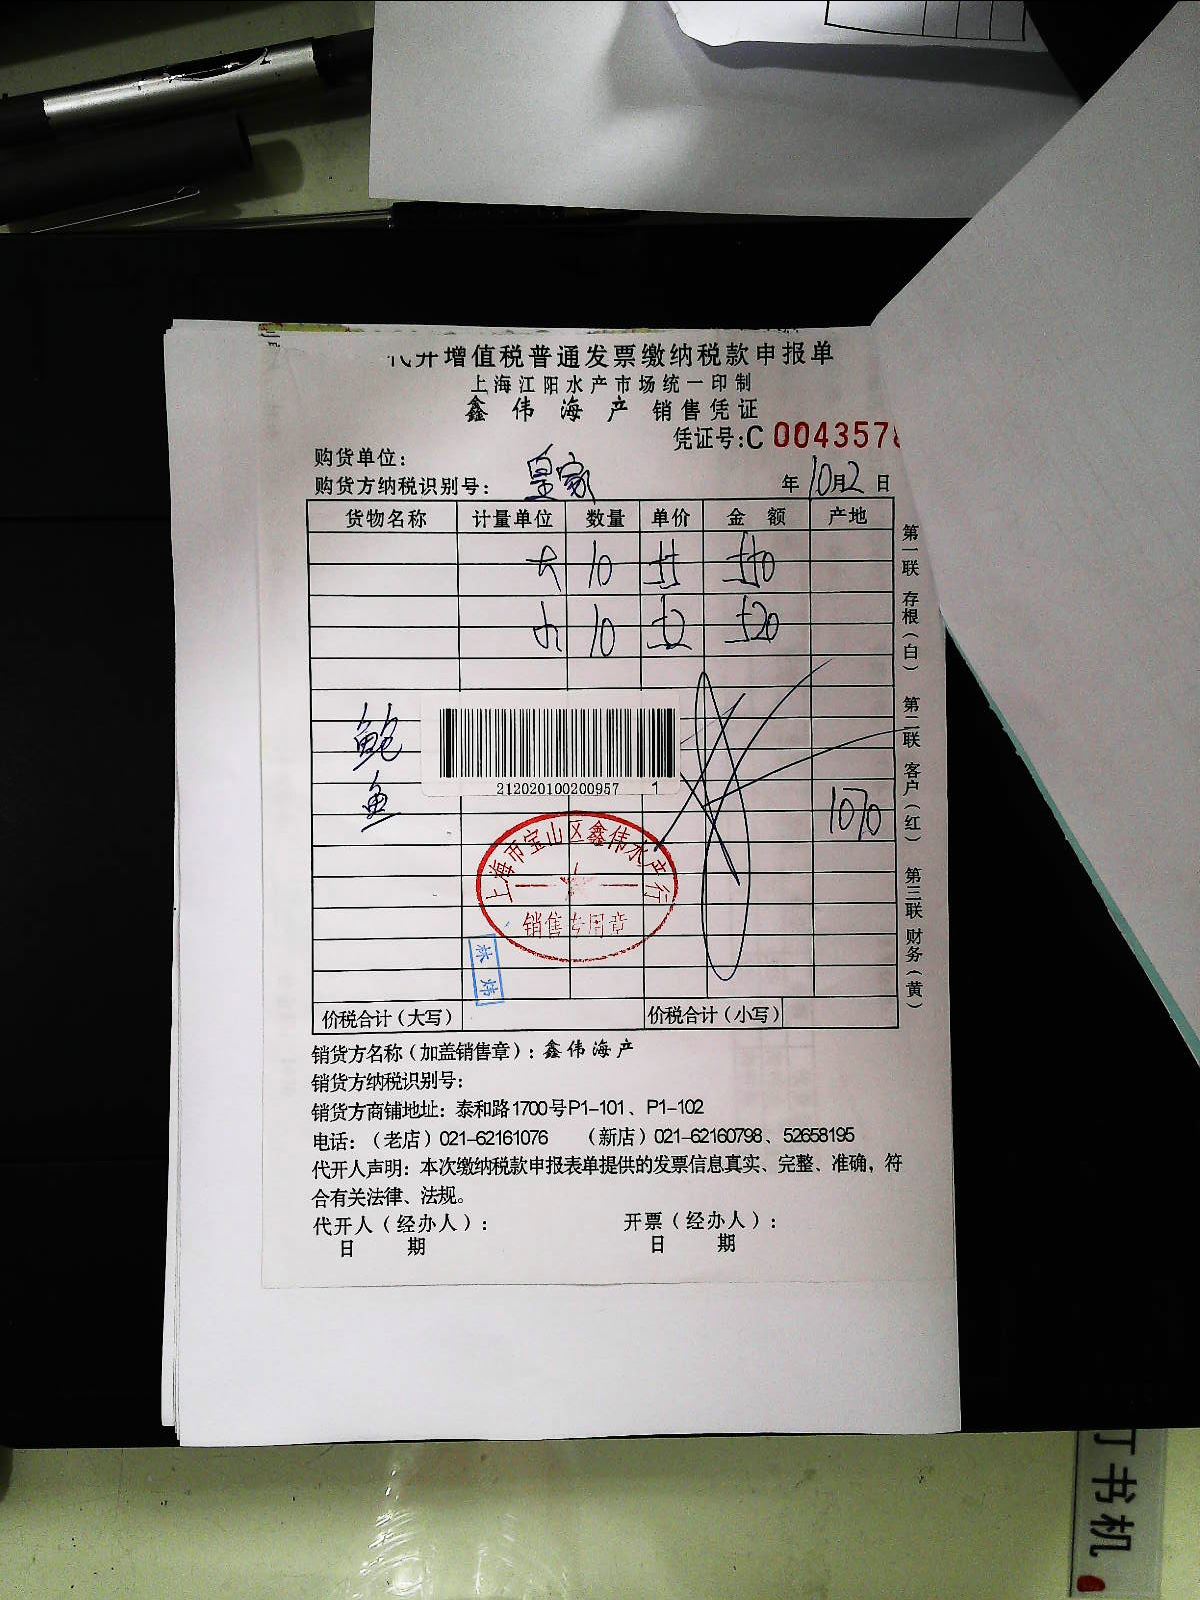 代开增值税普通发票缴纳税款申报单
上海江阳水产市场统一印制
鑫伟海产 销售凭证
凭证号:C 0043578
购货单位：
购货方纳税识别号： 皇家 年10月2日
货物名称 计量单位 数量 单价 金 额 产地
大 10
小 10
鲍鱼
212020100200957 1
1070
上海市宝山区鑫伟水产行
销售专用章
价税合计（大写） 价税合计（小写）
销货方名称（加盖销售章）：鑫伟海产
销货方纳税识别号：
销货方商铺地址：泰和路1700号P1-101、P1-102
电话：（老店）021-62161076 （新店）021-62160798、52658195
代开人声明：本次缴纳税款申报表单提供的发票信息真实、完整、准确，符
合有关法律、法规。
代开人（经办人）： 开票（经办人）：
日 期 日 期
第一联 存根（白） 第二联 客户（红） 第三联 财务（黄）
丁书机